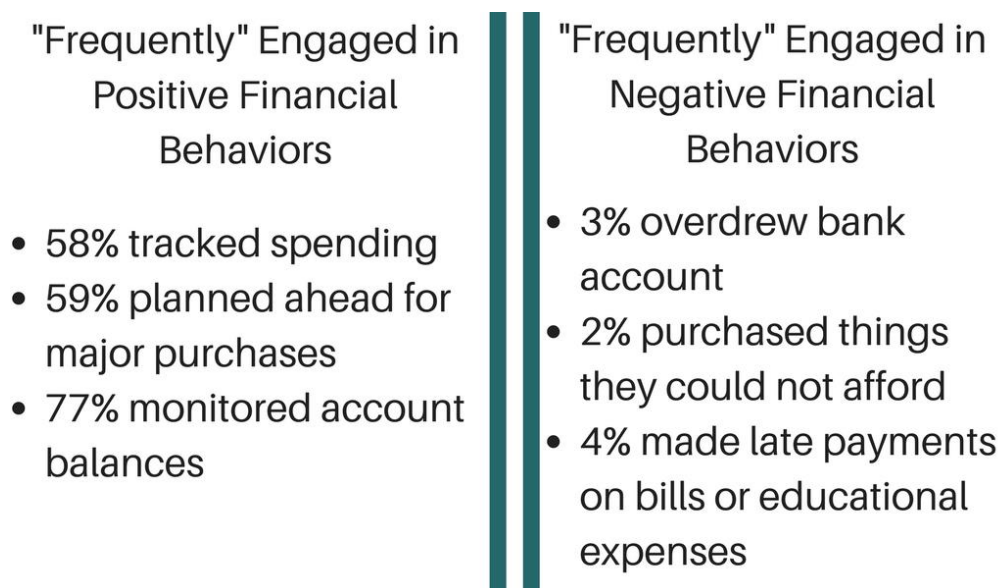 "Frequently" Engaged in
Positive Financial
Behaviors
• 58% tracked spending
• 59% planned ahead for
major purchases
• 77% monitored account
balances
"Frequently" Engaged in
Negative Financial
Behaviors
• 3% overdrew bank
account
• 2% purchased things
they could not afford
• 4% made late payments
on bills or educational
expenses